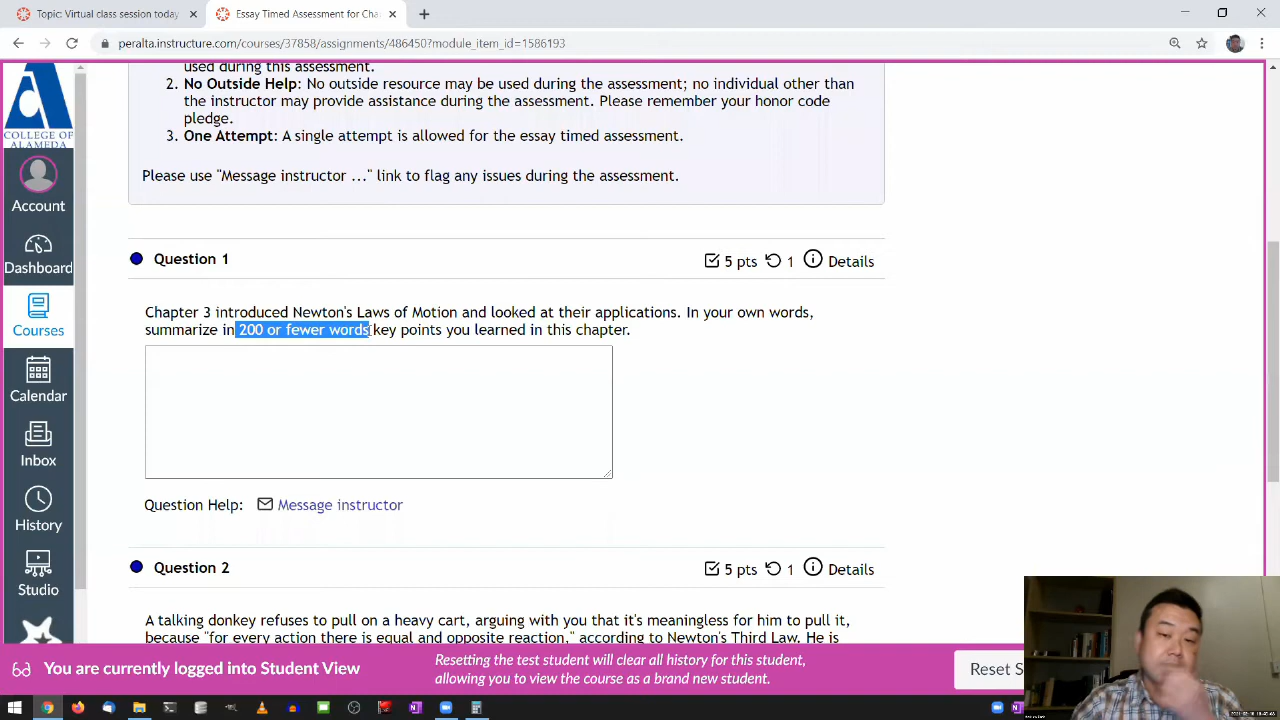 Topic: Virtual class session today
Essay Timed Assessment for Cha
peralta.instructure.com/courses/37858/assignments/486450?module_item_id=1586193
COLLEGE OF
ALAMEDA
Account
Dashboard
Courses
Calendar
Inbox
History
Studio
used during this assessment.
2. No Outside Help: No outside resource may be used during the assessment; no individual other than
the instructor may provide assistance during the assessment. Please remember your honor code
pledge.
3. One Attempt: A single attempt is allowed for the essay timed assessment.
Please use "Message instructor ..." link to flag any issues during the assessment.
Question 1
5 pts 1 Details
Chapter 3 introduced Newton's Laws of Motion and looked at their applications. In your own words,
summarize in 200 or fewer words key points you learned in this chapter.
Question Help: Message instructor
Question 2
5 pts 1 Details
A talking donkey refuses to pull on a heavy cart, arguing with you that it's meaningless for him to pull it,
because "for every action there is equal and opposite reaction," according to Newton's Third Law. He is
You are currently logged into Student View
Resetting the test student will clear all history for this student,
allowing you to view the course as a brand new student.
Reset S